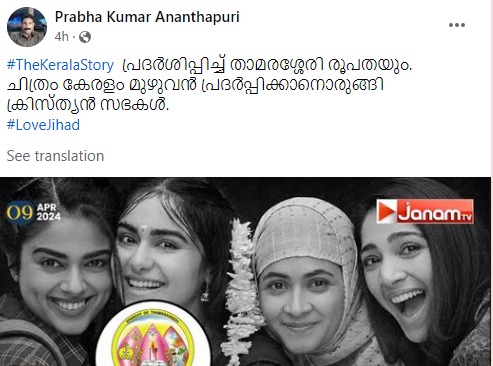 Prabha Kumar Ananthapuri
4h
#TheKeralaStory പ്രദർശിപ്പിച്ച് താമരശ്ശേരി രൂപതയും.
ചിത്രം കേരളം മുഴുവൻ പ്രദർപ്പിക്കാനൊരുങ്ങി
ക്രിസ്ത്യൻ സഭകൾ.
#LoveJihad
See translation
09 APR
2024
Janam TV